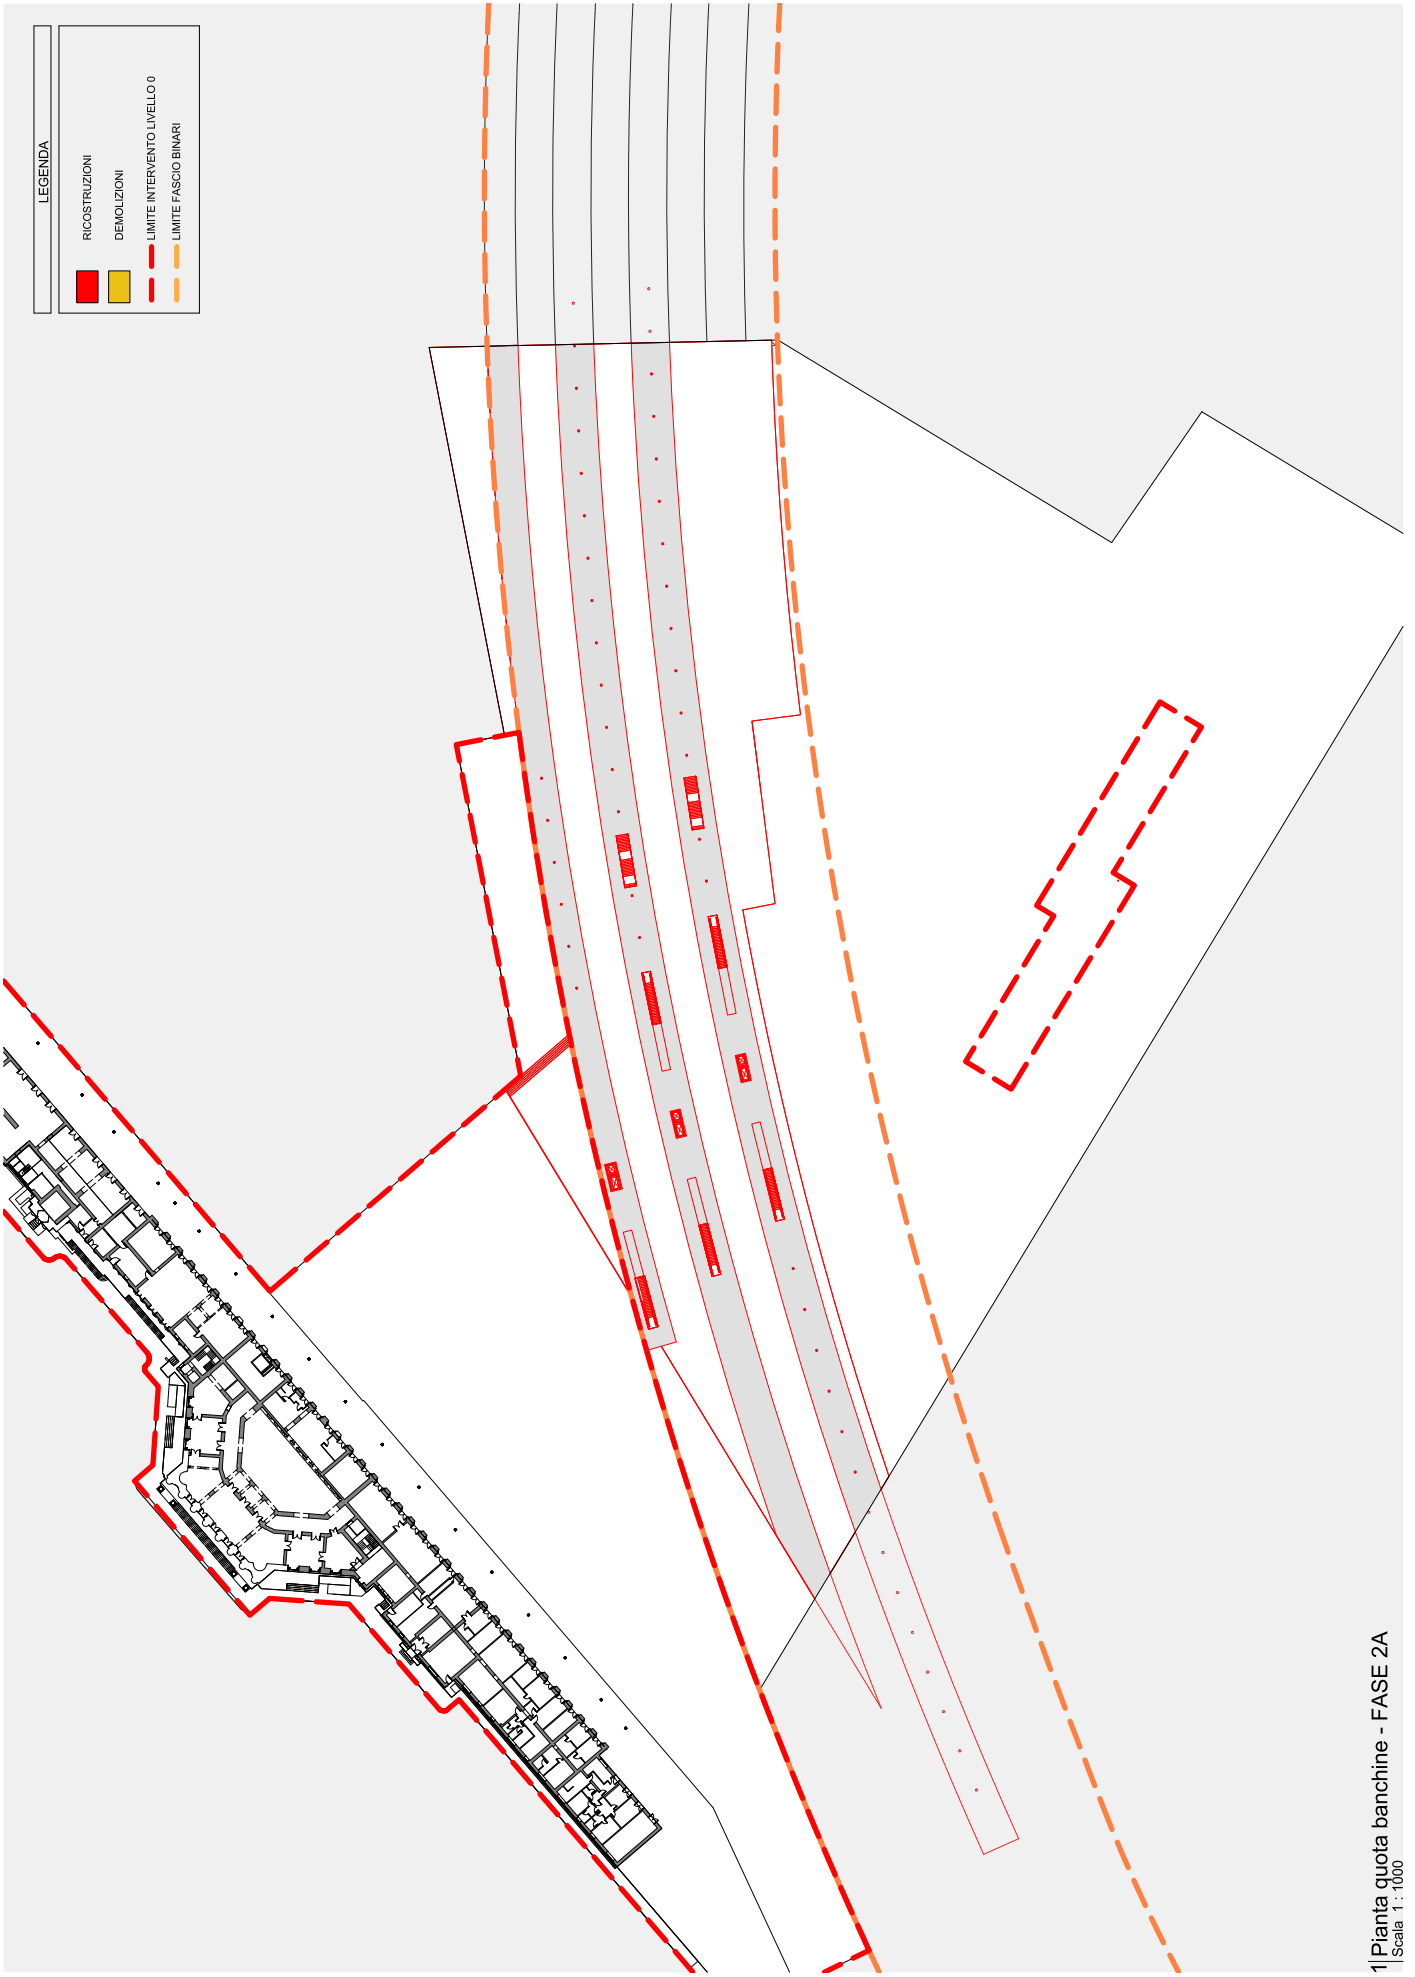 LEGENDA
RICOSTRUZIONI
DEMOLIZIONI
LIMITE INTERVENTO LIVELLO 0
LIMITE FASCIO BINARI
1 Pianta quota banchine - FASE 2A
Scala 1 : 1000